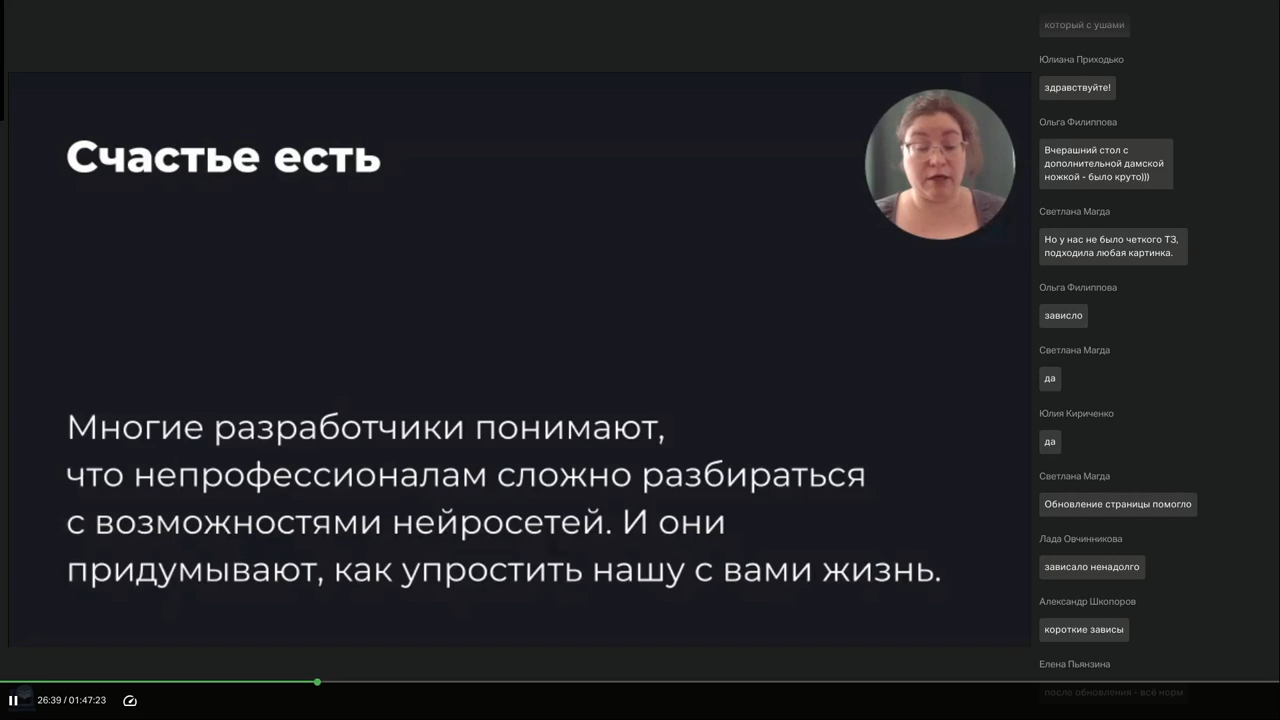 Счастье есть
Многие разработчики понимают,
что непрофессионалам сложно разбираться
с возможностями нейросетей. И они
придумывают, как упростить нашу с вами жизнь.
который с ушами
Юлиана Приходько
здравствуйте!
Ольга Филиппова
Вчерашний стол с
дополнительной дамской
ножкой - было круто)))
Светлана Магда
Но у нас не было четкого ТЗ,
подходила любая картинка.
Ольга Филиппова
зависло
Светлана Магда
да
Юлия Кириченко
да
Светлана Магда
Обновление страницы помогло
Лада Овчинникова
зависало ненадолго
Александр Шкопоров
короткие зависы
Елена Пьянзина
после обновления - всё норм
26:39 / 01:47:23